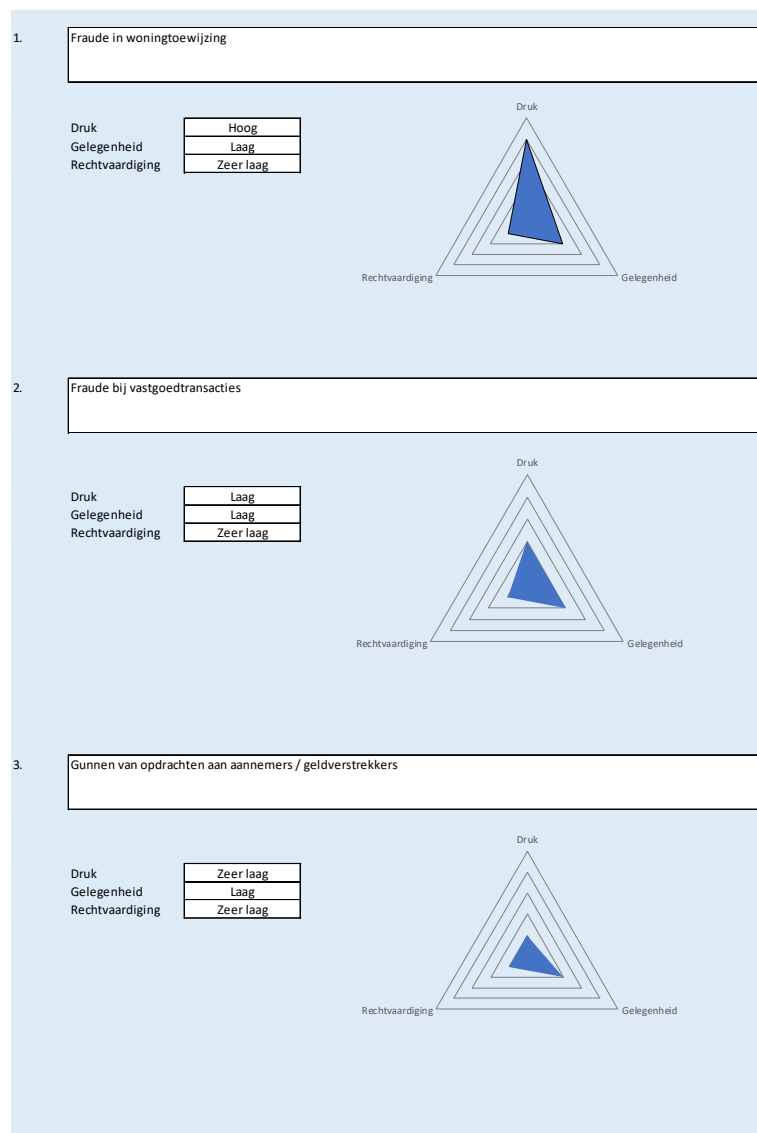 1. Fraude in woningtoewijzing
Druk
Druk Hoog
Gelegenheid Laag
Rechtvaardiging Zeer laag
Rechtvaardiging Gelegenheid
2. Fraude bij vastgoedtransacties
Druk
Druk Laag
Gelegenheid Laag
Rechtvaardiging Zeer laag
Rechtvaardiging Gelegenheid
3. Gunnen van opdrachten aan aannemers / geldverstrekkers
Druk
Druk Zeer laag
Gelegenheid Laag
Rechtvaardiging Zeer laag
Rechtvaardiging Gelegenheid